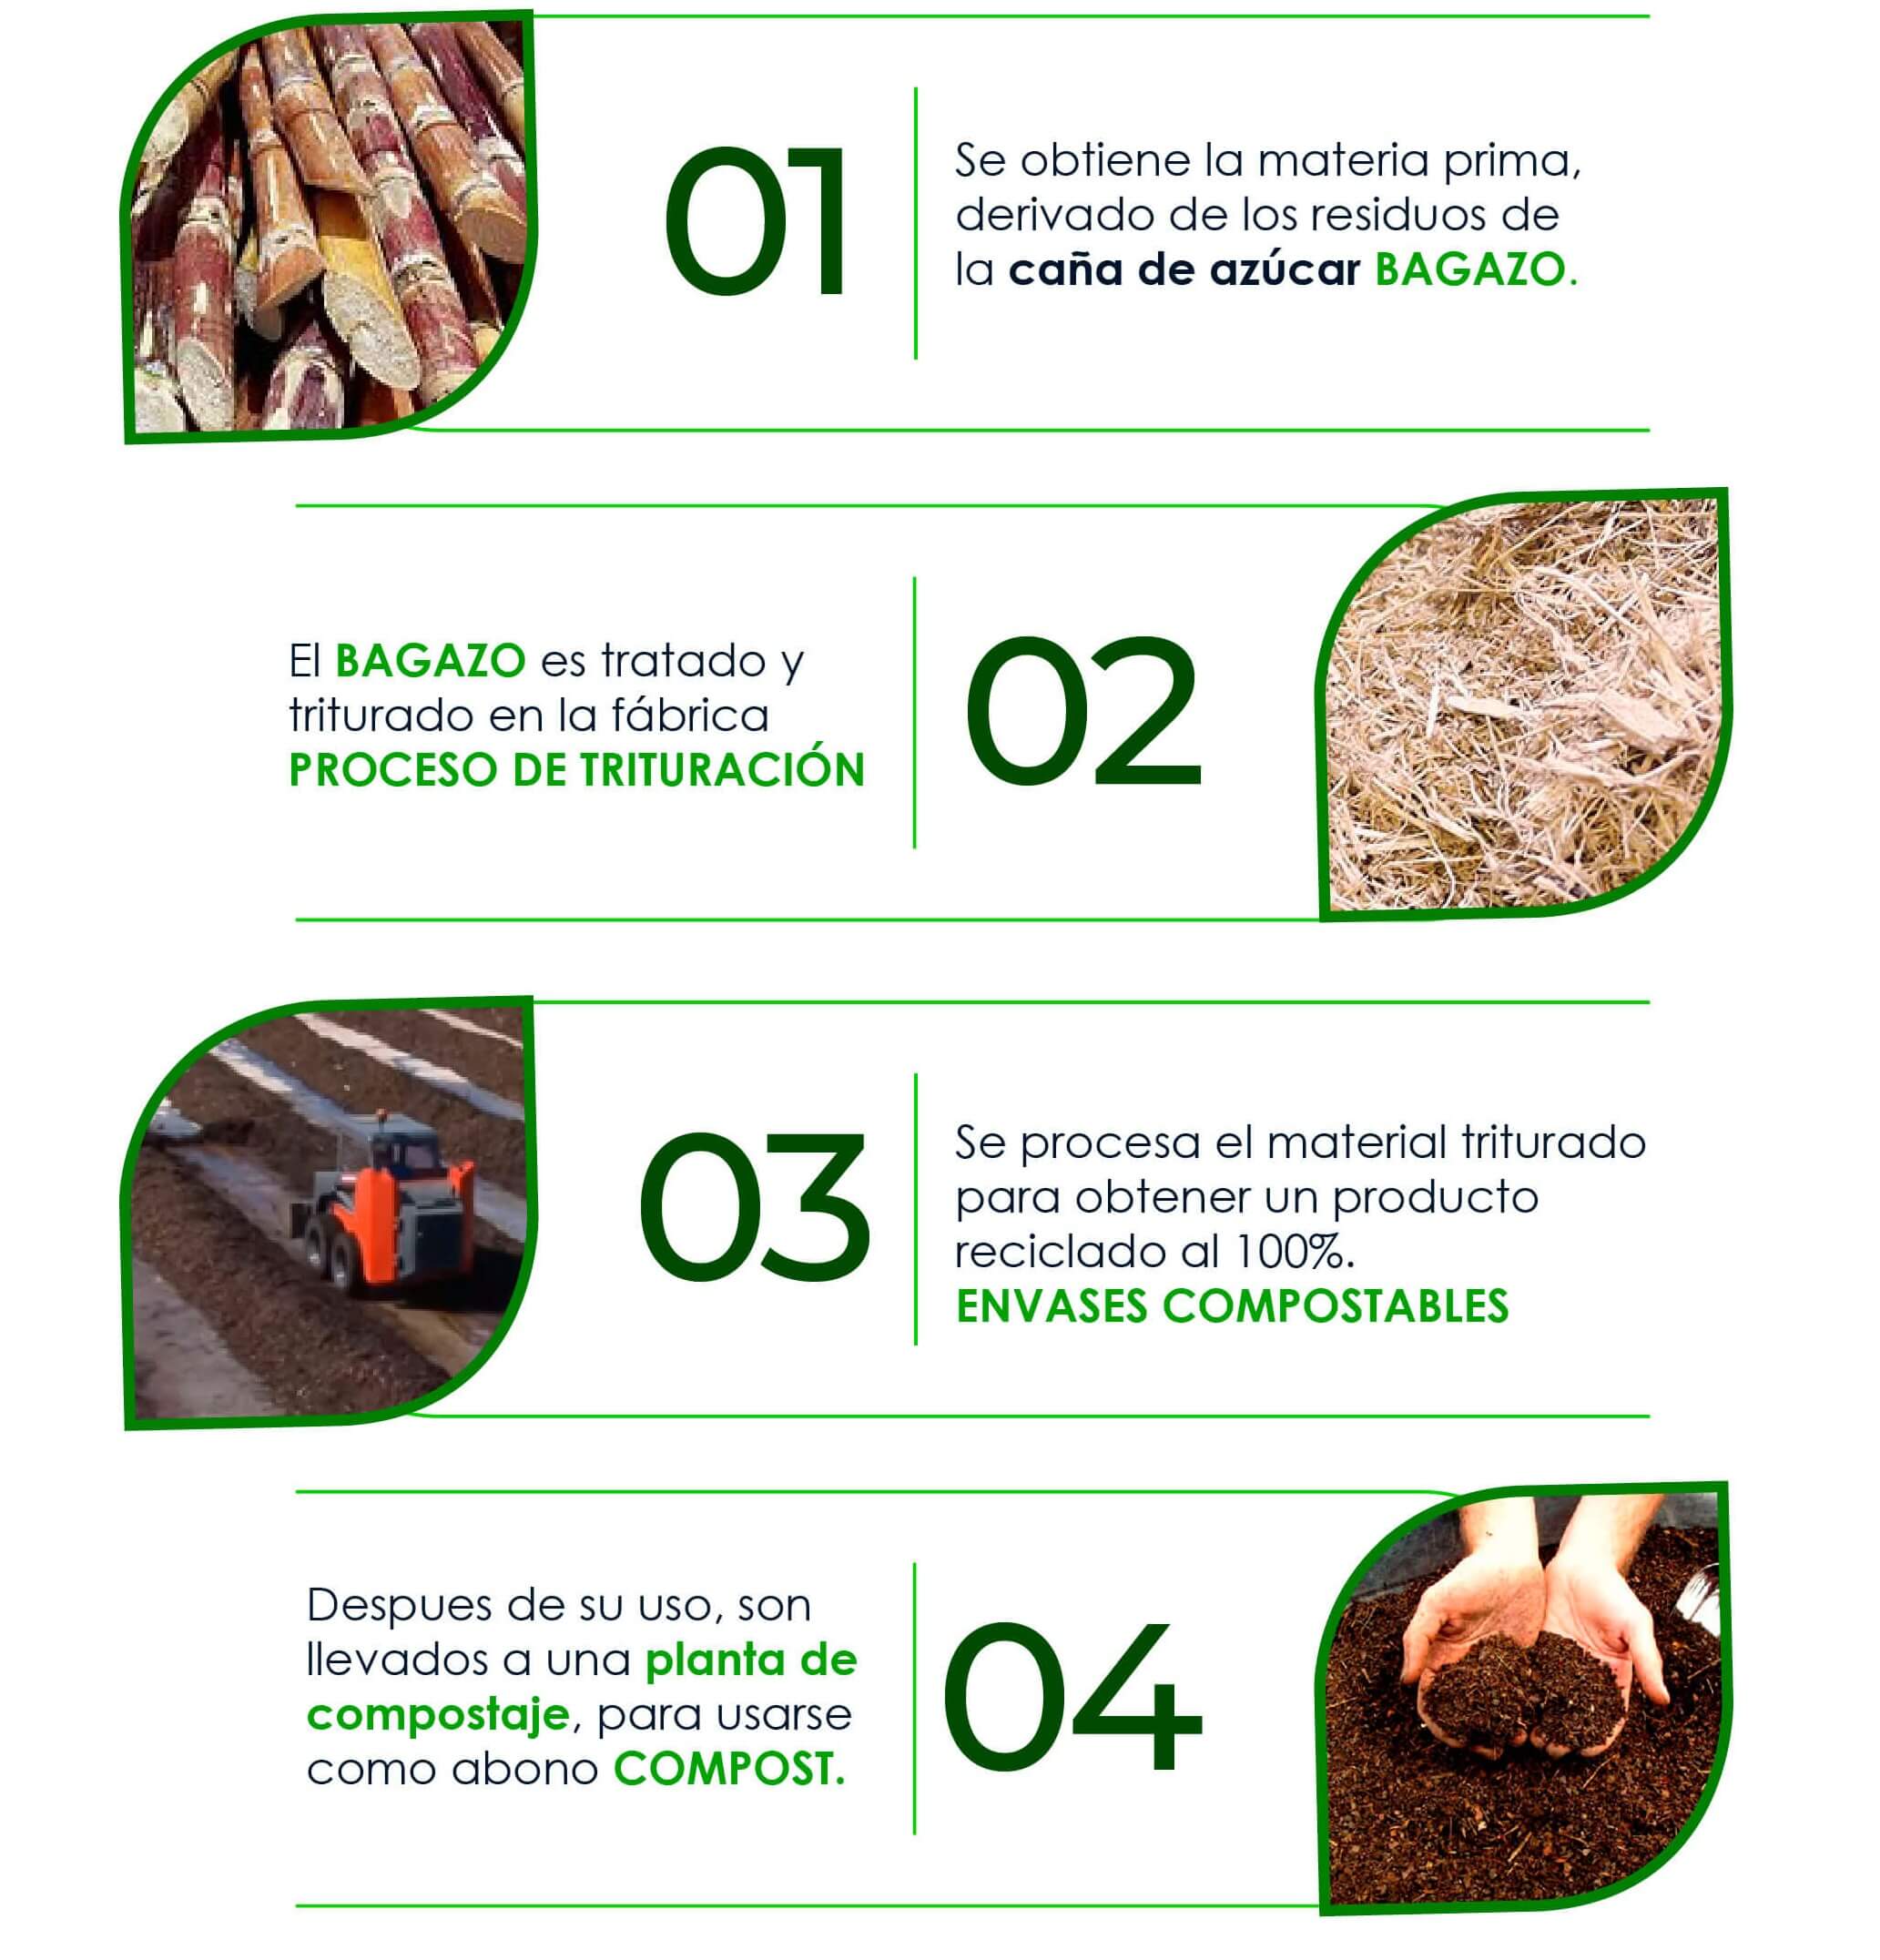 01
Se obtiene la materia prima,
derivado de los residuos de
la caña de azúcar BAGAZO.
El BAGAZO es tratado y
triturado en la fábrica
PROCESO DE TRITURACIÓN
02
03
Se procesa el material triturado
para obtener un producto
reciclado al 100%.
ENVASES COMPOSTABLES
Despues de su uso, son
llevados a una planta de
compostaje, para usarse
como abono COMPOST.
04